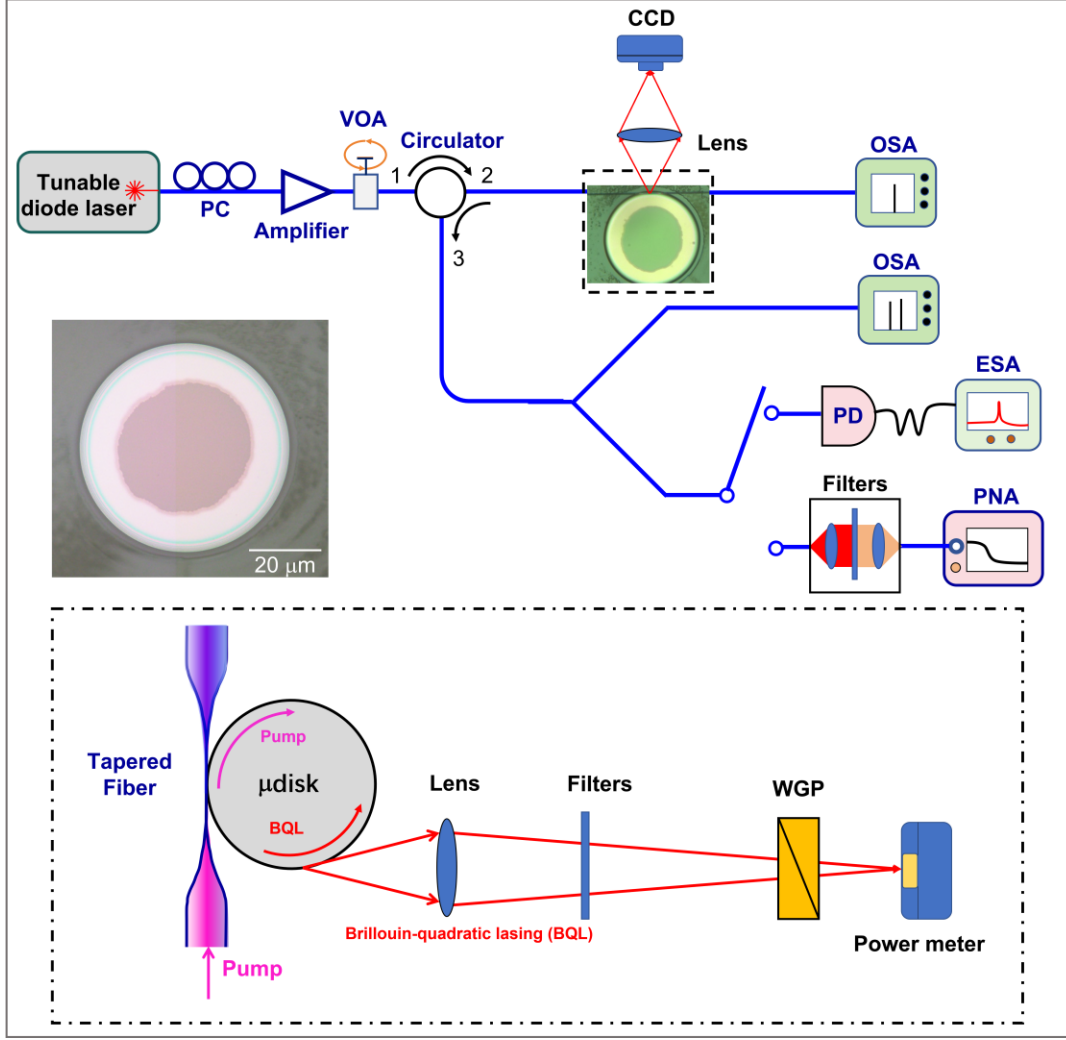 CCD
VOA
Circulator
Lens
OSA
1
2
Tunable
diode laser
PC
Amplifier
3
OSA
ESA
PD
Filters
PNA
20 μm
Pump
Tapered
Fiber
μdisk
Lens
Filters
WGP
BQL
Brillouin-quadratic lasing (BQL)
Power meter
Pump